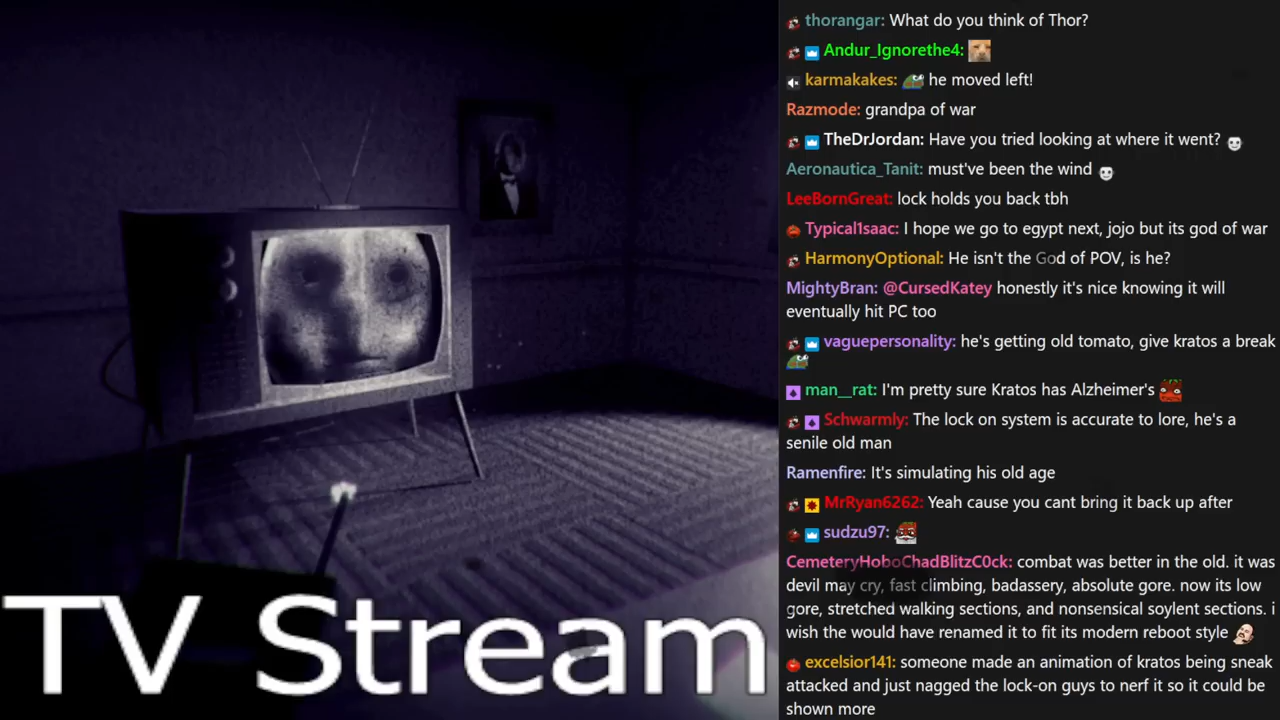 thorangar: What do you think of Thor?
Andur_Ignorethe4:
karmakakes: he moved left!
Razmode: grandpa of war
TheDrJordan: Have you tried looking at where it went?
Aeronautica_Tanit: must've been the wind
LeeBornGreat: lock holds you back tbh
Typical1saac: I hope we go to egypt next, jojo but its god of war
HarmonyOptional: He isn't the God of POV, is he?
MightyBran: @CursedKatey honestly it's nice knowing it will
eventually hit PC too
vaguepersonality: he's getting old tomato, give kratos a break
man__rat: I'm pretty sure Kratos has Alzheimer's
Schwarmly: The lock on system is accurate to lore, he's a
senile old man
Ramenfire: It's simulating his old age
MrRyan6262: Yeah cause you cant bring it back up after
sudzu97:
CemeteryHoboChadBlitzC0ck: combat was better in the old. it was
devil may cry, fast climbing, badassery, absolute gore. now its low
gore, stretched walking sections, and nonsensical soylent sections. i
wish the would have renamed it to fit its modern reboot style
excelsior141: someone made an animation of kratos being sneak
attacked and just nagged the lock-on guys to nerf it so it could be
shown more
TV Stream